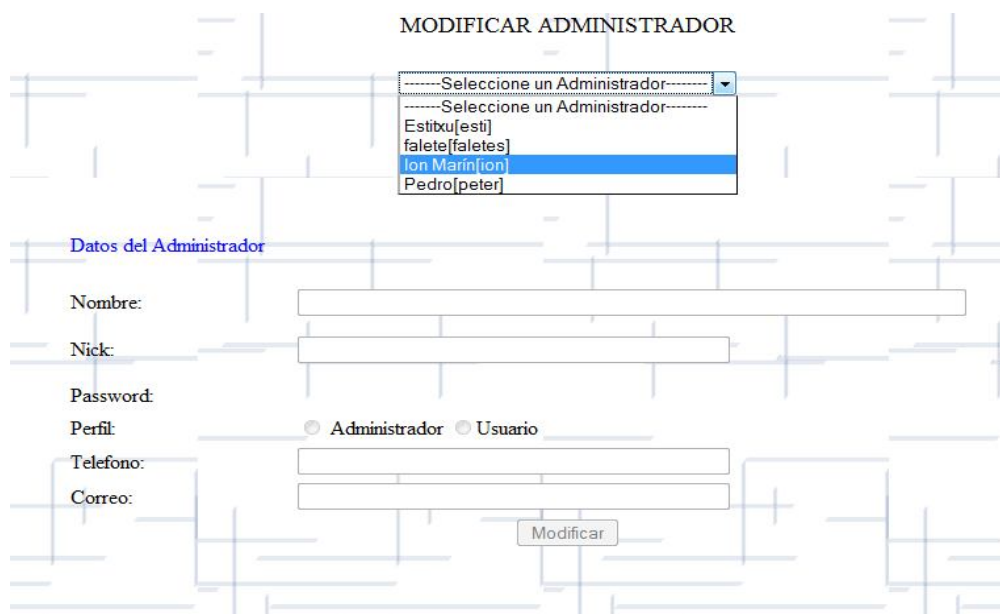 MODIFICAR ADMINISTRADOR
-------Seleccione un Administrador--------
-------Seleccione un Administrador--------
Estitxu[esti]
falete[faletes]
Ion Marín[ion]
Pedro[peter]
Datos del Administrador
Nombre:
Nick:
Password:
Perfil: Administrador Usuario
Telefono:
Correo:
Modificar